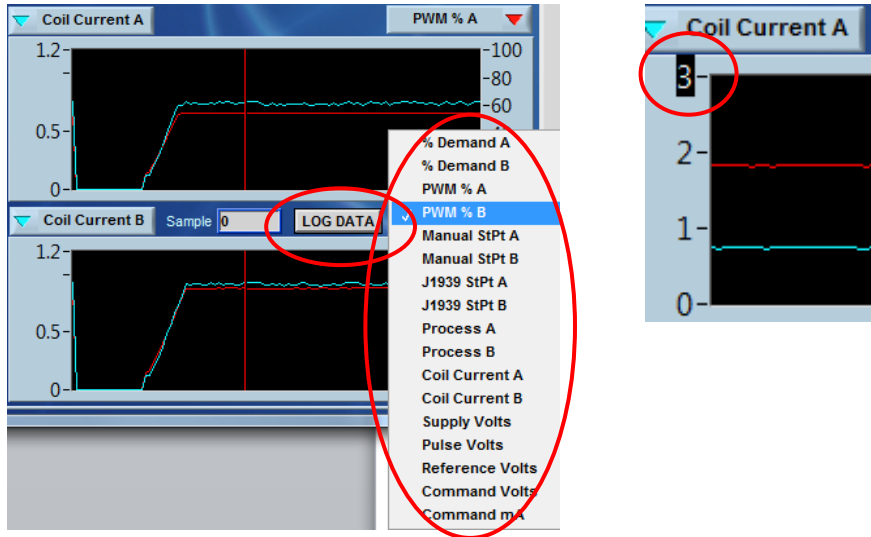 Coil Current A
PWM % A
1.2
100
80
60
0.5
0
Coil Current B
Sample
0
LOG DATA
1.2
0.5
0
% Demand A
% Demand B
PWM % A
PWM % B
Manual StPt A
Manual StPt B
J1939 StPt A
J1939 StPt B
Process A
Process B
Coil Current A
Coil Current B
Supply Volts
Pulse Volts
Reference Volts
Command Volts
Command mA
Coil Current A
3
2
1
0